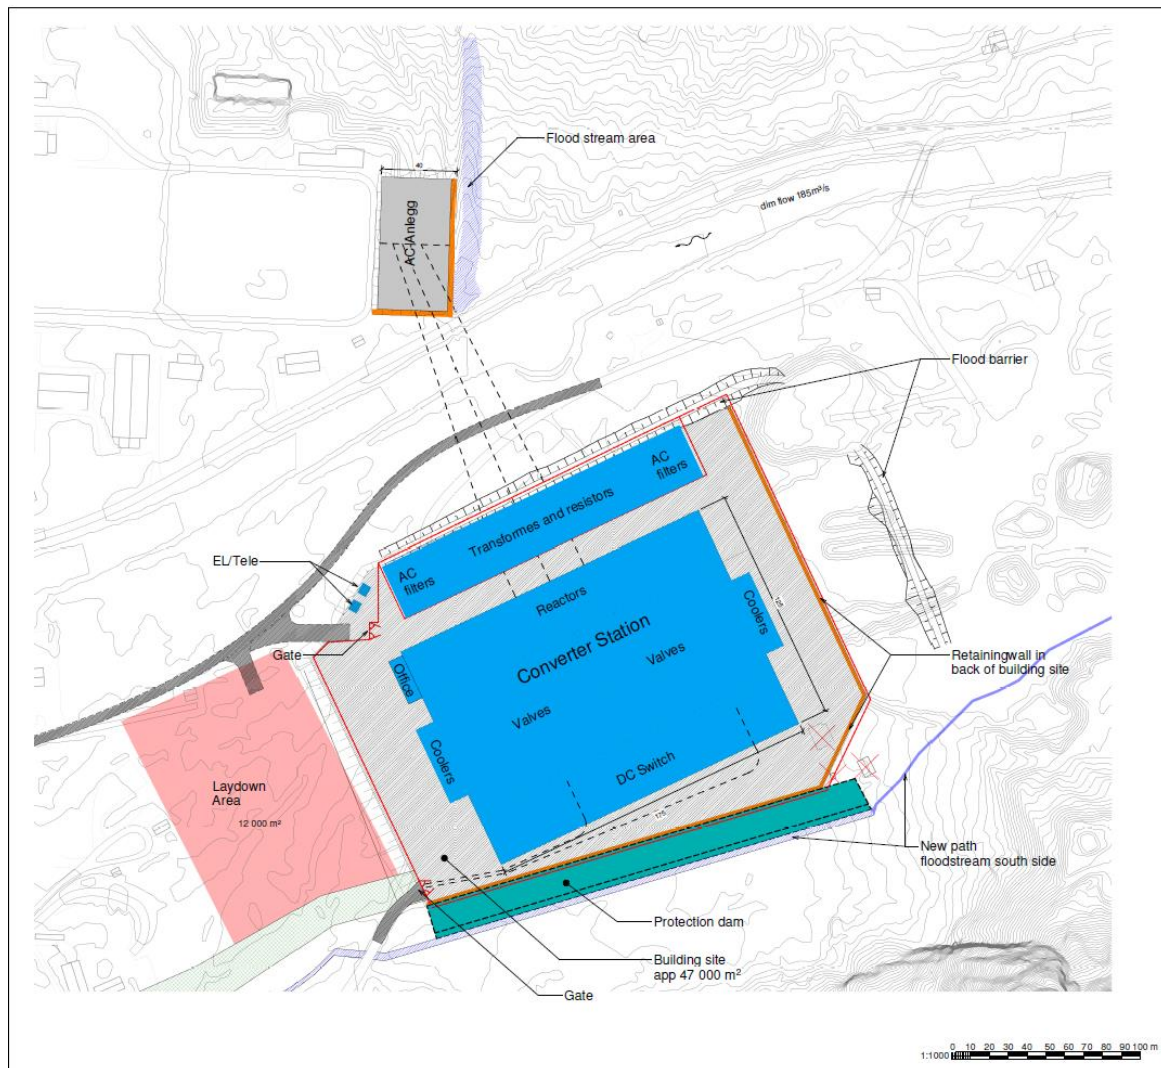 Flood stream area
40
AC Anlegg
dim flow 185m³/s
Flood barrier
AC
filters
Transformes and resistors
AC
filters
EL/Tele
Reactors
125
Coolers
Converter Station
Gate
Valves
Retainingwall in
back of building site
Office
Valves
Coolers
DC Switch
Laydown
Area
12 000 m²
125
New path
floodstream south side
Protection dam
Building site
app 47 000 m²
Gate
1:1000
0 10 20 30 40 50 60 70 80 90 100 m